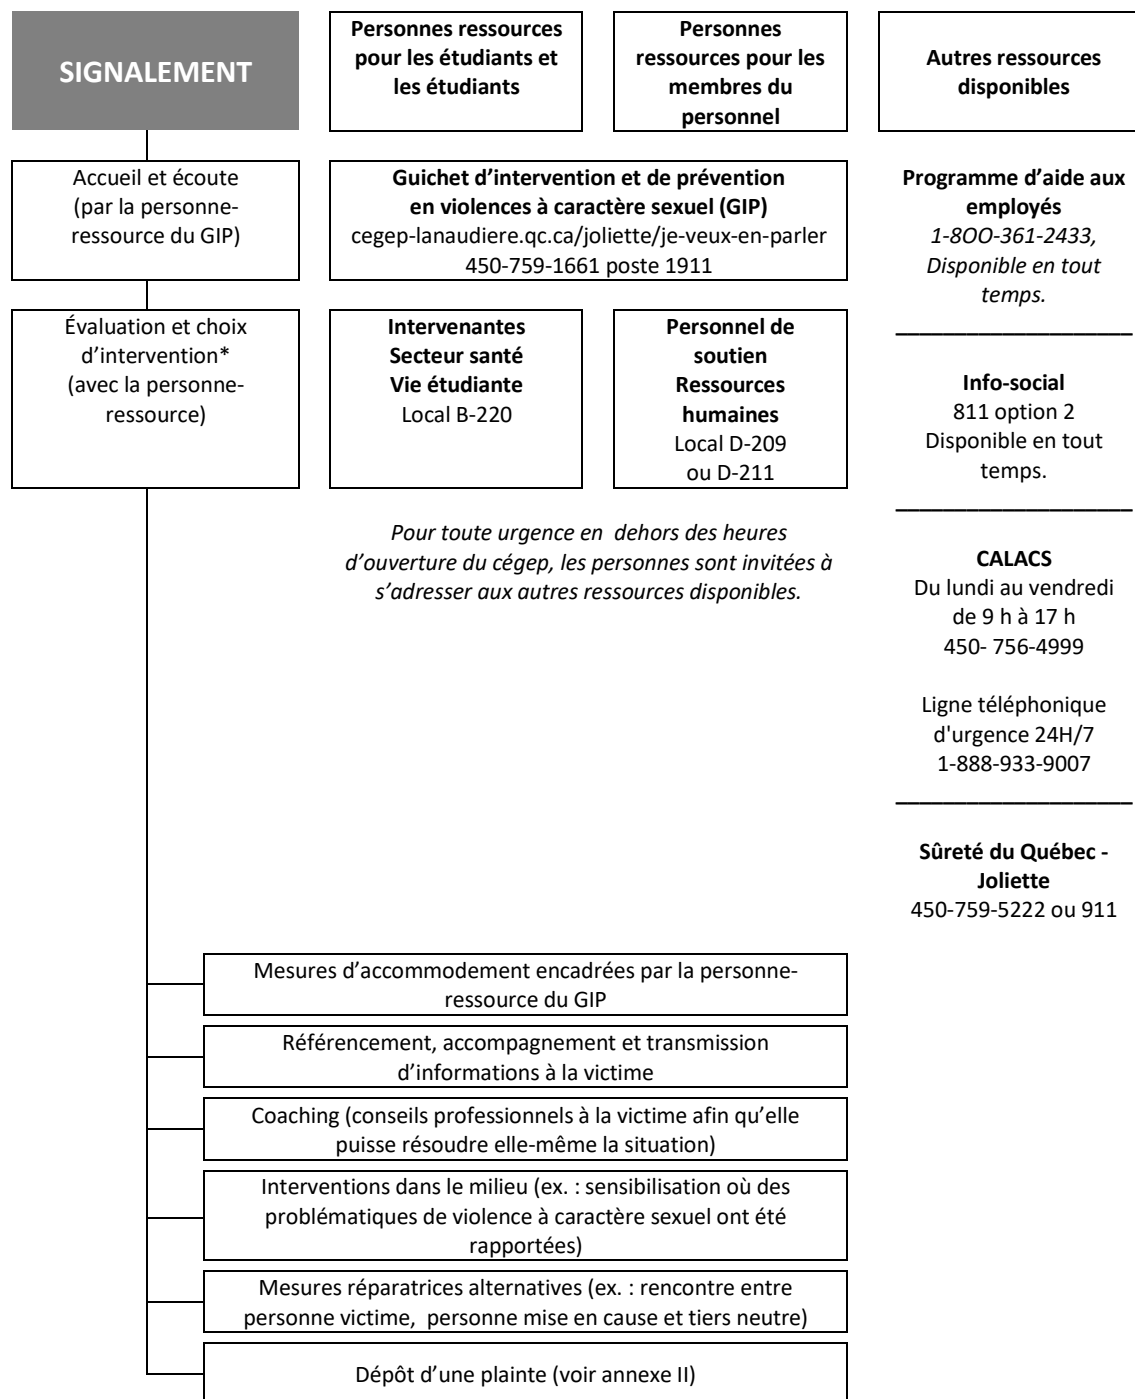 SIGNALEMENT
Personnes ressources
pour les étudiants et
les étudiants
Personnes
ressources pour les
membres du
personnel
Autres ressources
disponibles
Accueil et écoute
(par la personne-
ressource du GIP)
Guichet d’intervention et de prévention
en violences à caractère sexuel (GIP)
cegep-lanaudiere.qc.ca/joliette/je-veux-en-parler
450-759-1661 poste 1911
Programme d’aide aux
employés
1-8OO-361-2433,
Disponible en tout
temps.
Évaluation et choix
d’intervention*
(avec la personne-
ressource)
Intervenantes
Secteur santé
Vie étudiante
Local B-220
Personnel de
soutien
Ressources
humaines
Local D-209
ou D-211
Info-social
811 option 2
Disponible en tout
temps.
Pour toute urgence en  dehors des heures
d’ouverture du cégep, les personnes sont invitées à
s’adresser aux autres ressources disponibles.
CALACS
Du lundi au vendredi
de 9 h à 17 h
450- 756-4999
Ligne téléphonique
d'urgence 24H/7
1-888-933-9007
Sûreté du Québec -
Joliette
450-759-5222 ou 911
Mesures d’accommodement encadrées par la personne-
ressource du GIP
Référencement, accompagnement et transmission
d’informations à la victime
Coaching (conseils professionnels à la victime afin qu’elle
puisse résoudre elle-même la situation)
Interventions dans le milieu (ex. : sensibilisation où des
problématiques de violence à caractère sexuel ont été
rapportées)
Mesures réparatrices alternatives (ex. : rencontre entre
personne victime,  personne mise en cause et tiers neutre)
Dépôt d’une plainte (voir annexe II)